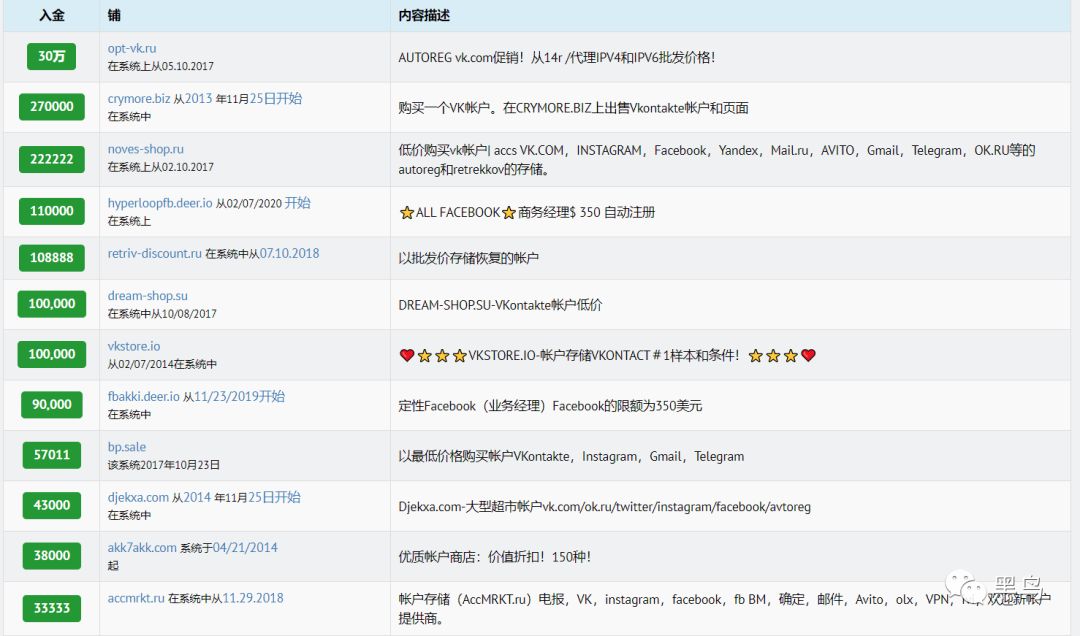 入金 铺 内容描述
30万 opt-vk.ru AUTOREG vk.com促销！从14r /代理IPV4和IPV6批发价格！
在系统上从05.10.2017
270000 crymore.biz 从2013 年11月25日开始 购买一个VK帐户。在CRYMORE.BIZ上出售Vkontakte帐户和页面
在系统中
222222 noves-shop.ru 低价购买vk帐户| accs VK.COM，INSTAGRAM，Facebook，Yandex，Mail.ru，AVITO，Gmail，Telegram，OK.RU等的
在系统上从02.10.2017 autoreg和retrekkov的存储。
110000 hyperloopfb.deer.io 从02/07/2020 开始 ⭐ALL FACEBOOK⭐商务经理$ 350 自动注册
在系统上
108888 retriv-discount.ru 在系统中从07.10.2018 以批发价存储恢复的帐户
100,000 dream-shop.su DREAM-SHOP.SU-VKontakte帐户低价
在系统中从10/08/2017
100,000 vkstore.io ❤⭐⭐⭐VKSTORE.IO-帐户存储VKONTACT＃1样本和条件！⭐⭐⭐❤
从02/07/2014在系统中
90,000 fbakki.deer.io 从11/23/2019开始 定性Facebook（业务经理）Facebook的限额为350美元
在系统中
57011 bp.sale 以最低价格购买帐户VKontakte，Instagram，Gmail，Telegram
该系统2017年10月23日
43000 djekxa.com 从2014 年11月25日开始 Djekxa.com-大型超市帐户vk.com/ok.ru/twitter/instagram/facebook/avtoreg
在系统中
38000 akk7akk.com 系统于04/21/2014 优质帐户商店：价值折扣！150种！
起
33333 accmrkt.ru 在系统中从11.29.2018 帐户存储（AccMRKT.ru）电报，VK，instagram，facebook，fb BM，确定，邮件，Avito，olx，VPN，欢迎新帐户
提供商。
黑鸟